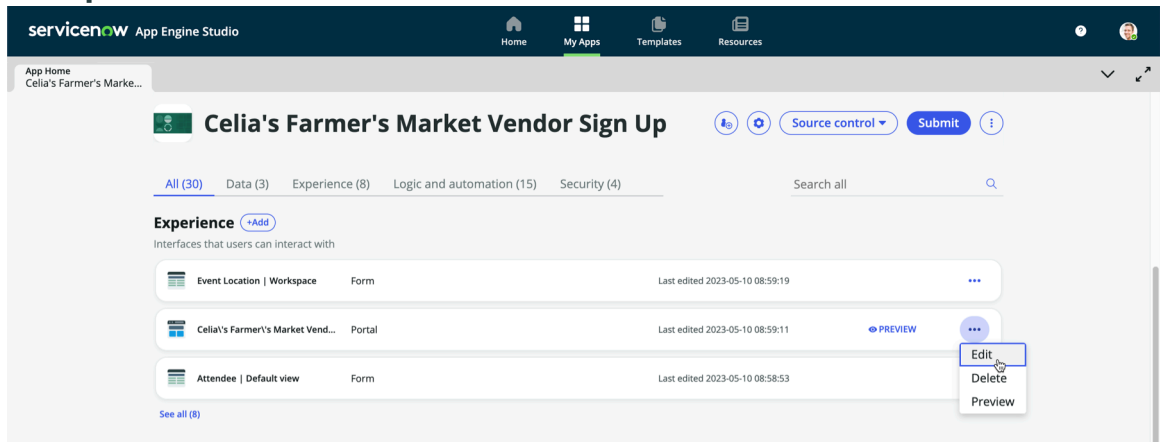 servicenow App Engine Studio
Home
My Apps
Templates
Resources
?
App Home
Celia's Farmer's Marke...
Celia's Farmer's Market Vendor Sign Up
Source control
Submit
All (30)
Data (3)
Experience (8)
Logic and automation (15)
Security (4)
Search all
Experience
+Add
Interfaces that users can interact with
Event Location | Workspace
Form
Last edited 2023-05-10 08:59:19
Celia\'s Farmer\'s Market Vend...
Portal
Last edited 2023-05-10 08:59:11
PREVIEW
Edit
Delete
Preview
Attendee | Default view
Form
Last edited 2023-05-10 08:58:53
See all (8)